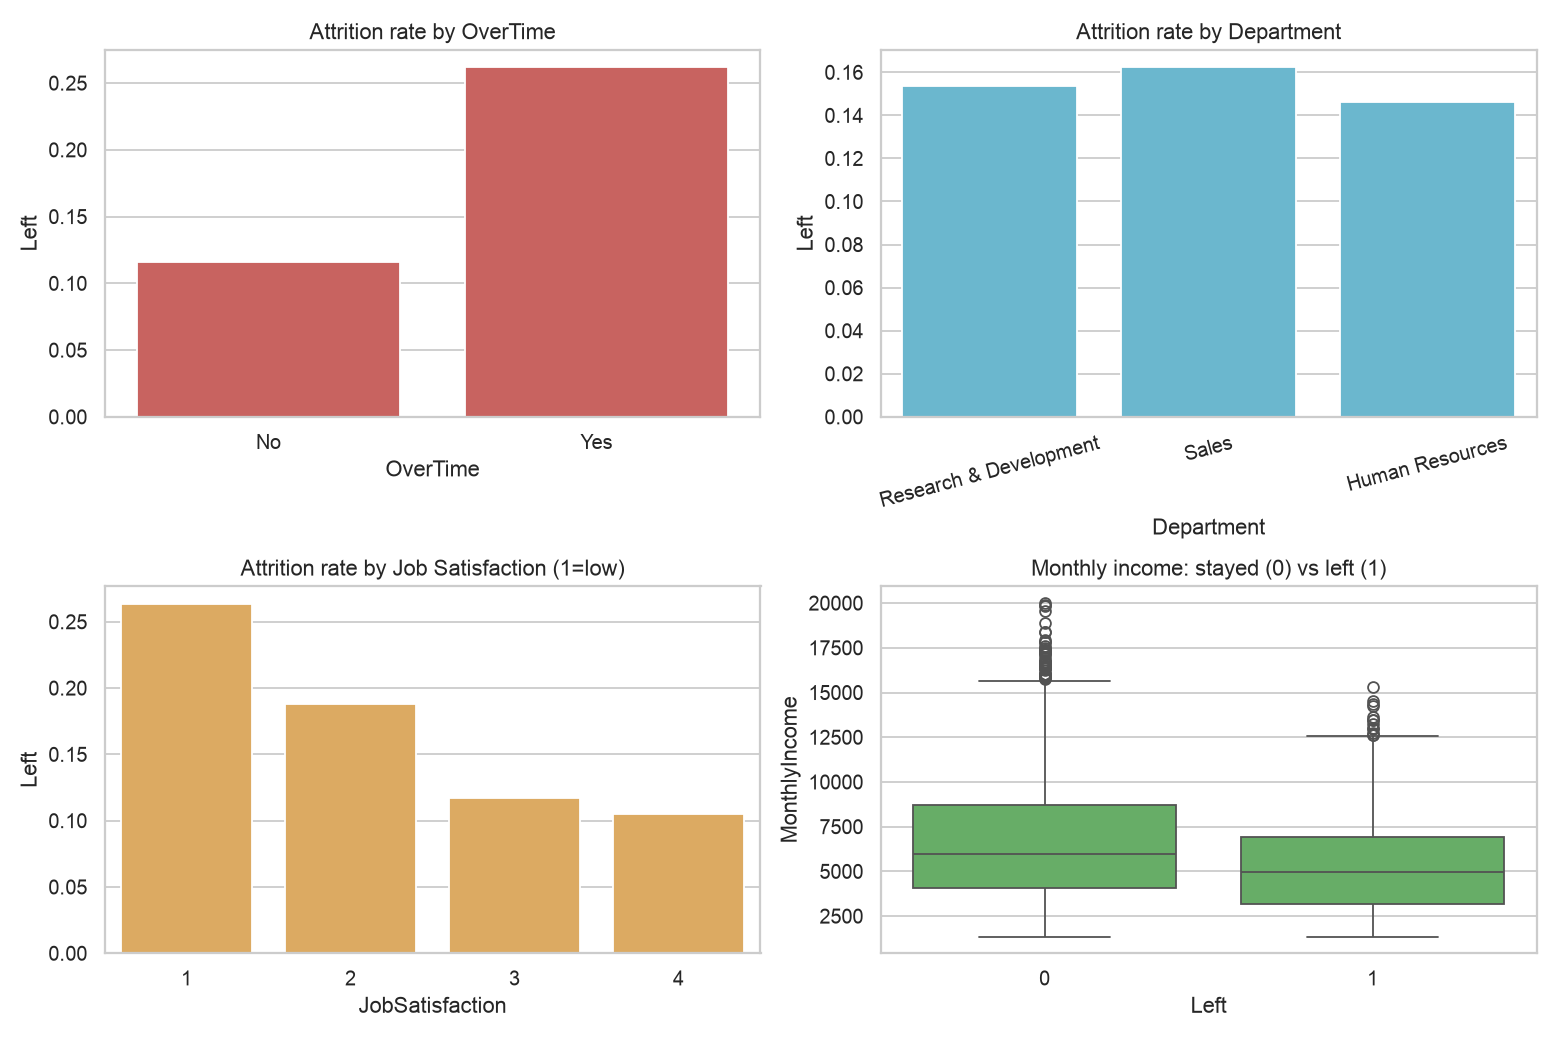 Attrition rate by OverTime
0.25
0.20
0.15
0.10
0.05
0.00
Left
No Yes
OverTime
Attrition rate by Department
0.16
0.14
0.12
0.10
0.08
0.06
0.04
0.02
0.00
Left
Research & Development Sales Human Resources
Department
Attrition rate by Job Satisfaction (1=low)
0.25
0.20
0.15
0.10
0.05
0.00
Left
1 2 3 4
JobSatisfaction
Monthly income: stayed (0) vs left (1)
20000
17500
15000
12500
10000
7500
5000
2500
MonthlyIncome
0 1
Left